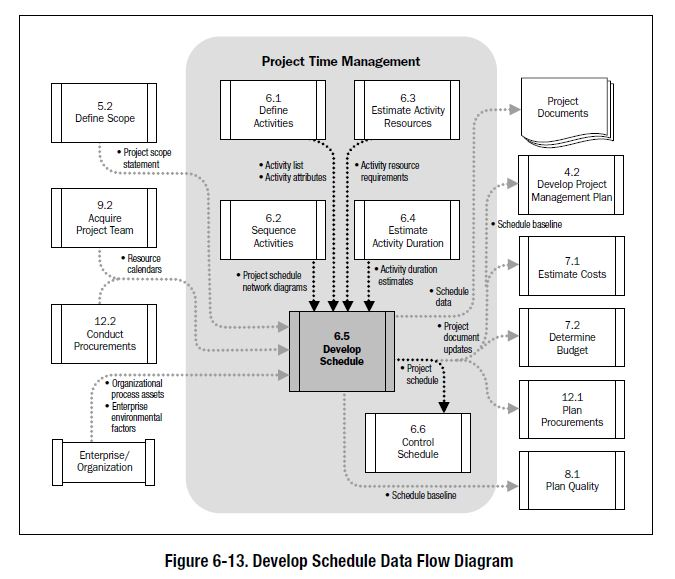 Project Time Management
5.2
Define Scope
6.1
Define
Activities
6.3
Estimate Activity
Resources
Project
Documents
• Project scope
statement
• Activity list
• Activity attributes
• Activity resource
requirements
4.2
Develop Project
Management Plan
9.2
Acquire
Project Team
6.2
Sequence
Activities
6.4
Estimate
Activity Duration
• Schedule baseline
• Resource
calendars
• Project schedule
network diagrams
• Activity duration
estimates
7.1
Estimate Costs
• Schedule
data
12.2
Conduct
Procurements
6.5
Develop
Schedule
• Project
document
updates
7.2
Determine
Budget
• Project
schedule
• Organizational
process assets
• Enterprise
environmental
factors
12.1
Plan
Procurements
6.6
Control
Schedule
Enterprise/
Organization
8.1
Plan Quality
• Schedule baseline
Figure 6-13. Develop Schedule Data Flow Diagram